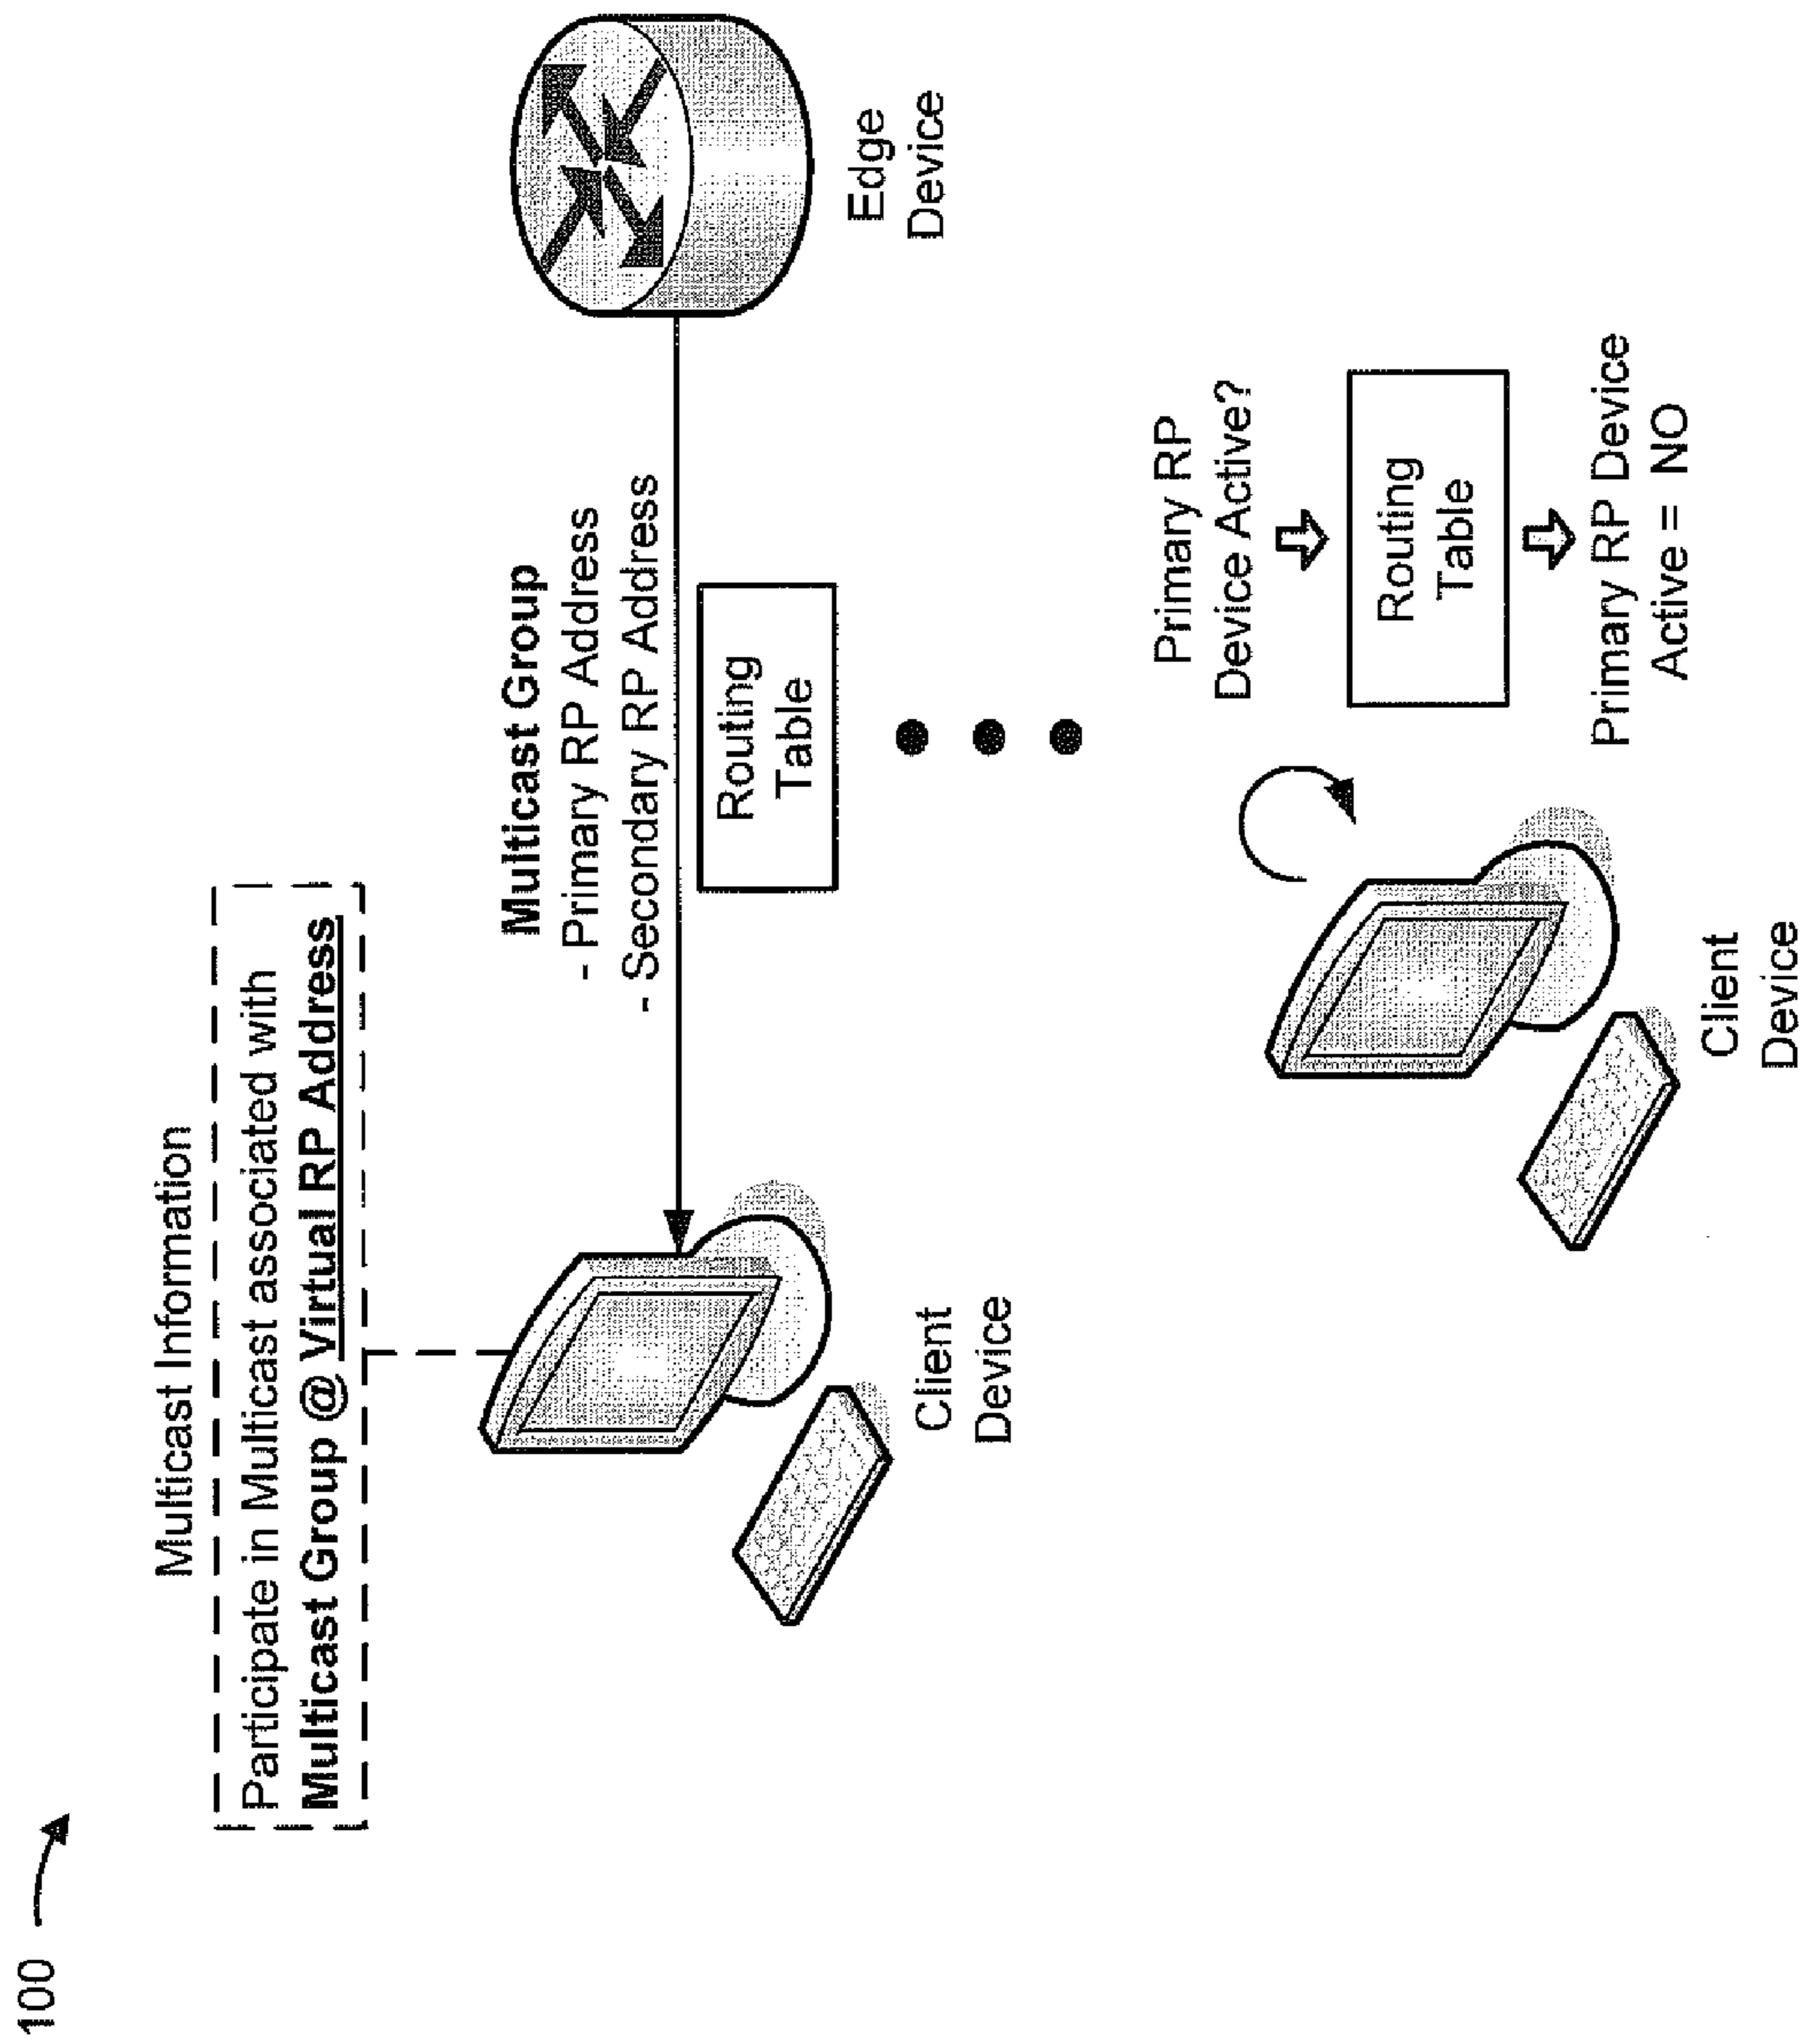 100
Multicast Information
Participate in Multicast associated with
Multicast Group @ Virtual RP Address
Multicast Group
- Primary RP Address
- Secondary RP Address
Routing
Table
Client
Device
Edge
Device
Primary RP
Device Active?
Routing
Table
Primary RP Device
Active = NO
Client
Device